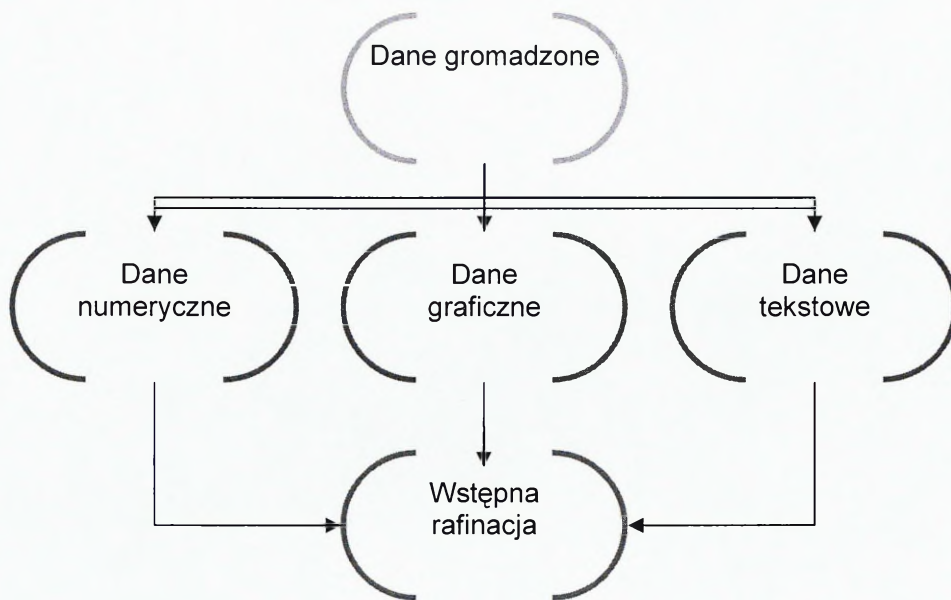 Dane gromadzone
Dane
numeryczne
Dane
graficzne
Dane
tekstowe
Wstępna
rafinacja